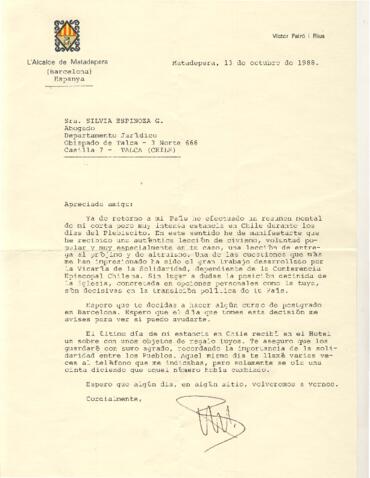 Victor Peiró i Rius
L'Alcalde de Matadepera
(Barcelona)
Espanya
Matadepera, 13 de octubre de 1988.
Sra. SILVIA ESPINOZA G.
Abogado
Departamento Jurídico
Obispado de Talca - 3 Norte 666
Casilla 7 - TALCA (CHILE)
Apreciado amigo:
Ya de retorno a mi País he efectuado un resumen mental
de mi corta pero muy intensa estancia en Chile durante los
días del Plebiscito. En este sentido he de manifestarte que
he recibido una auténtica lección de civismo, voluntad po-
pular y muy especialmente en tu caso, una lección de entre-
ga al prójimo y de altruismo. Una de las cuestiones que más
me han impresionado ha sido el gran trabajo desarrollado por
la Vicaría de la Solidaridad, dependiente de la Conferencia
Episcopal Chilena. Sin lugar a dudas la posición decidida de
la iglesia, concretada en opciones personales como la tuya,
son decisivas en la transición política de tu País.
Espero que te decidas a hacer algún curso de postgrado
en Barcelona. Espero que el día que tomes esta decisión me
avises para ver si puedo ayudarte.
El último día de mi estancia en Chile recibí en el Hotel
un sobre con unos objetos de regalo tuyos. Te aseguro que los
guardaré con sumo agrado, recordando la importancia de la soli-
daridad entre los Pueblos. Aquel mismo día te llamé varias ve-
ces al teléfono que me indicabas, pero solamente se oía una
cinta diciendo que aquel número había cambiado.
Espero que algún día, en algún sitio, volveremos a vernos.
Cordialmente,